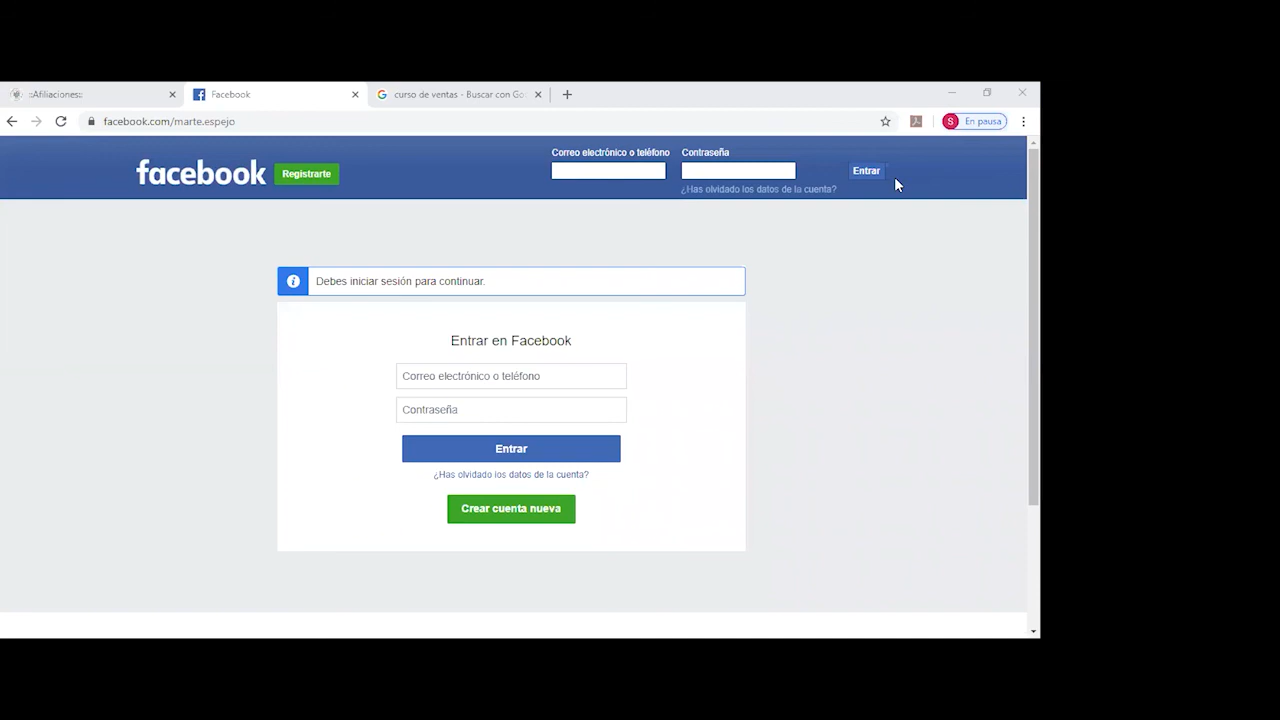 ::Afiliaciones::
Facebook
curso de ventas - Buscar con Go
facebook.com/marte.espejo
S
En pausa
Correo electrónico o teléfono
Contraseña
facebook
Registrarte
Entrar
¿Has olvidado los datos de la cuenta?
Debes iniciar sesión para continuar.
Entrar en Facebook
Correo electrónico o teléfono
Contraseña
Entrar
¿Has olvidado los datos de la cuenta?
Crear cuenta nueva